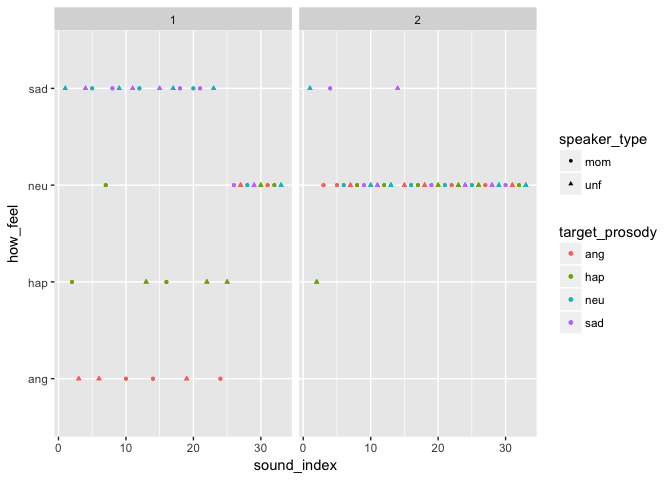 1 2
sad
neu
hap
ang
how_feel
0 10 20 30 0 10 20 30
sound_index
speaker_type
mom
unf
target_prosody
ang
hap
neu
sad